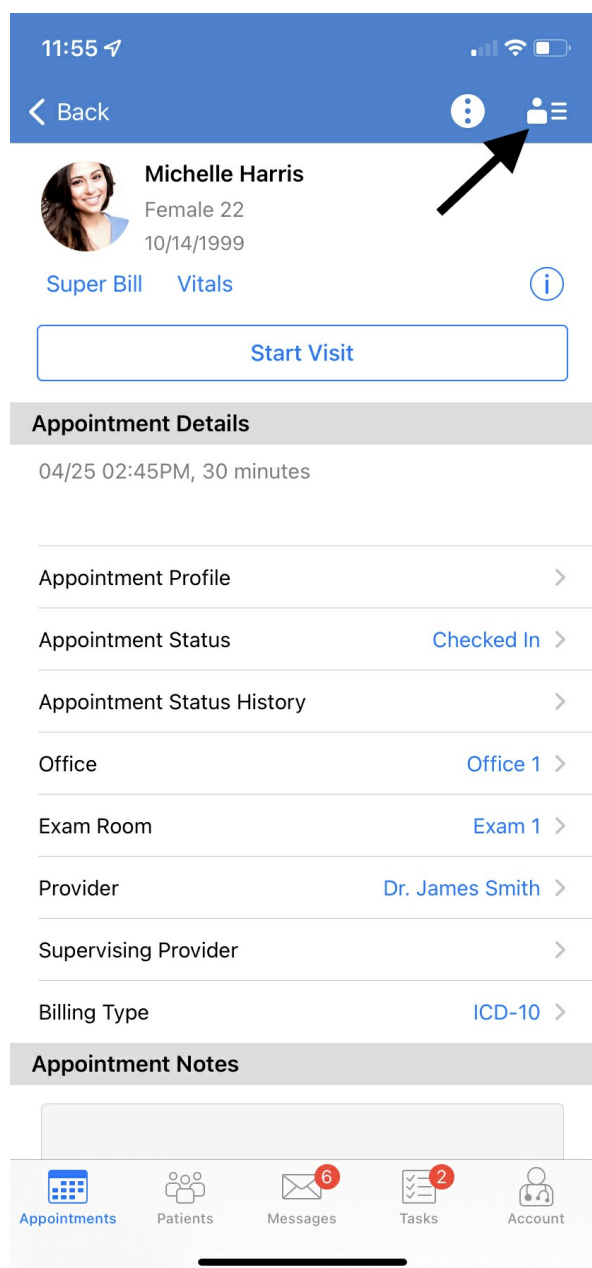 11:55
Back
Michelle Harris
Female 22
10/14/1999
Super Bill Vitals
i
Start Visit
Appointment Details
04/25 02:45PM, 30 minutes
Appointment Profile
Appointment Status Checked In
Appointment Status History
Office Office 1
Exam Room Exam 1
Provider Dr. James Smith
Supervising Provider
Billing Type ICD-10
Appointment Notes
6 2
Appointments Patients Messages Tasks Account